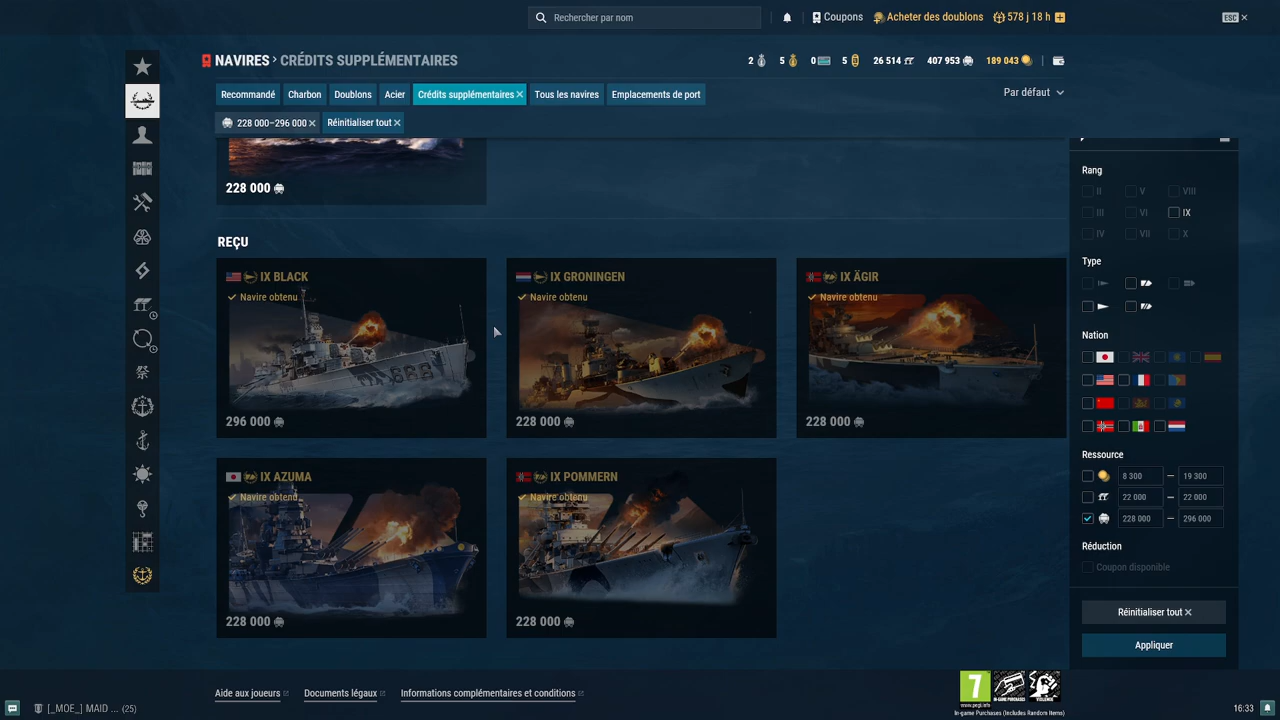 Rechercher par nom
Coupons
Acheter des doublons
578 j 18 h
ESC
NAVIRES › CRÉDITS SUPPLÉMENTAIRES
2
5
0
5
26 514
407 953
189 043
Recommandé
Charbon
Doublons
Acier
Crédits supplémentaires
Tous les navires
Emplacements de port
Par défaut
228 000–296 000
Réinitialiser tout
228 000
REÇU
IX BLACK
Navire obtenu
296 000
IX GRONINGEN
Navire obtenu
228 000
IX ÄGIR
Navire obtenu
228 000
IX AZUMA
Navire obtenu
228 000
IX POMMERN
Navire obtenu
228 000
Rang
II V VIII
III VI IX
IV VII X
Type
Nation
Ressource
8 300 — 19 300
22 000 — 22 000
228 000 — 296 000
Réduction
Coupon disponible
Réinitialiser tout
Appliquer
Aide aux joueurs
Documents légaux
Informations complémentaires et conditions
7
www.pegi.info
VIOLENCE
In-game Purchases (Includes Random Items)
[_MOE_] MAID ... (25)
16:33